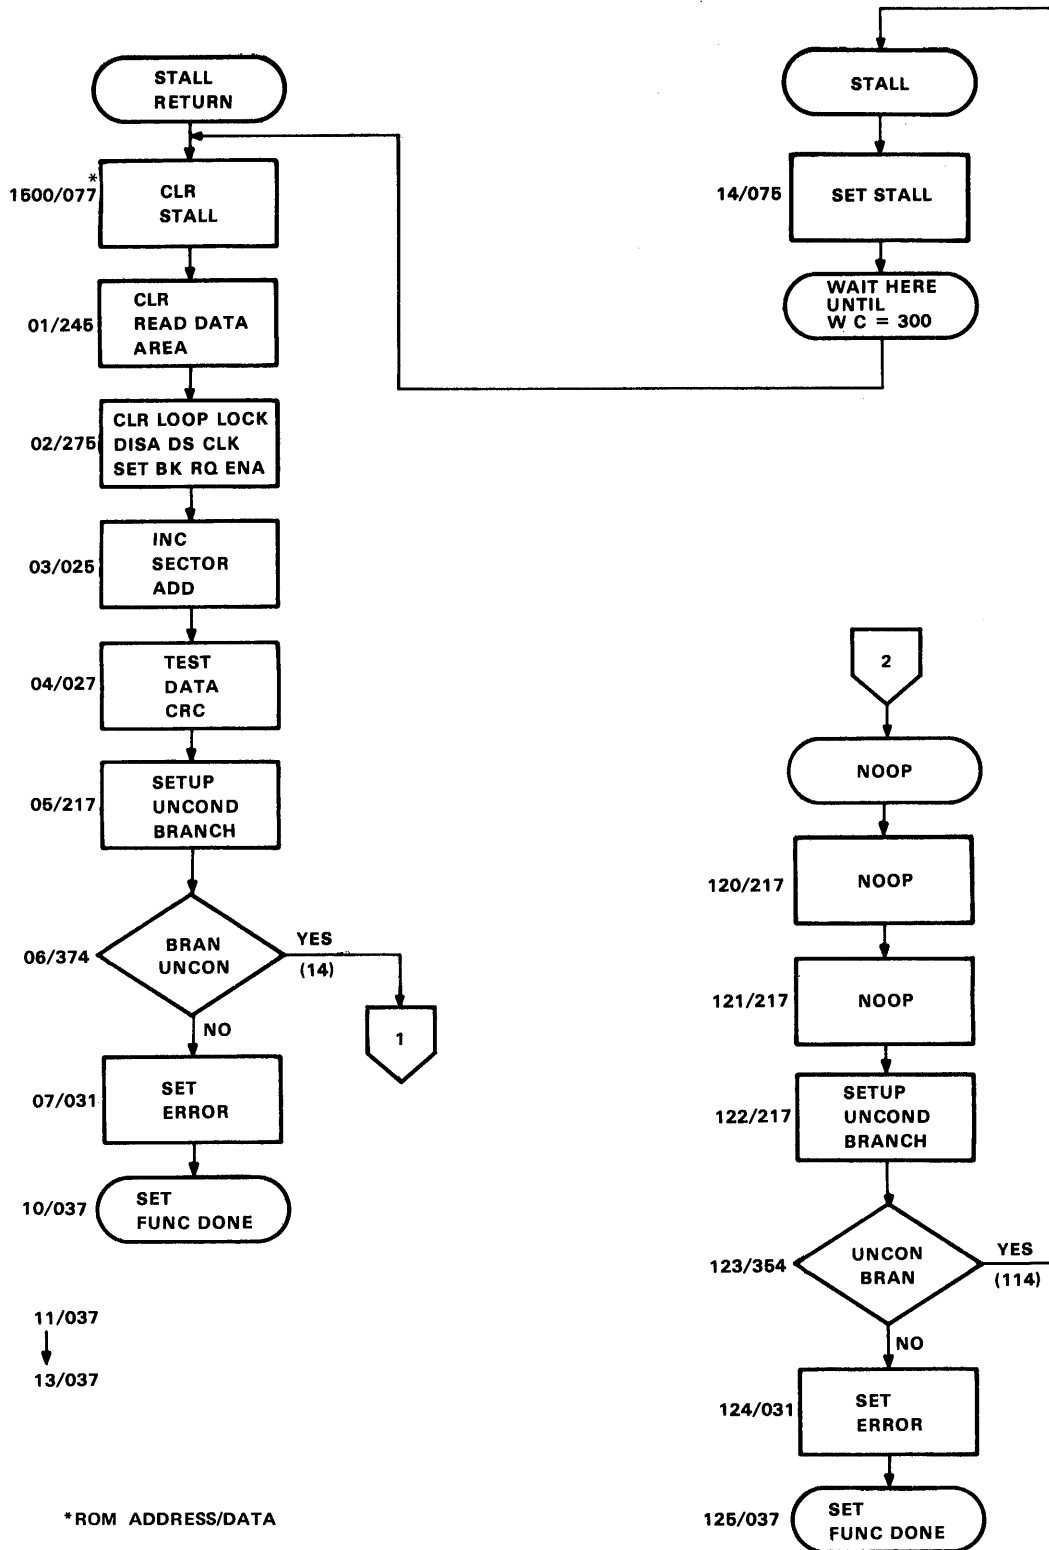 STALL
RETURN
*
1500/077
CLR
STALL
01/245
CLR
READ DATA
AREA
02/275
CLR LOOP LOCK
DISA DS CLK
SET BK RQ ENA
03/025
INC
SECTOR
ADD
04/027
TEST
DATA
CRC
05/217
SETUP
UNCOND
BRANCH
06/374
BRAN
UNCON
YES
(14)
1
NO
07/031
SET
ERROR
10/037
SET
FUNC DONE
11/037
13/037
*ROM ADDRESS/DATA
STALL
14/075
SET STALL
WAIT HERE
UNTIL
W C = 300
2
NOOP
120/217
NOOP
121/217
NOOP
122/217
SETUP
UNCOND
BRANCH
123/354
UNCON
BRAN
YES
(114)
NO
124/031
SET
ERROR
125/037
SET
FUNC DONE